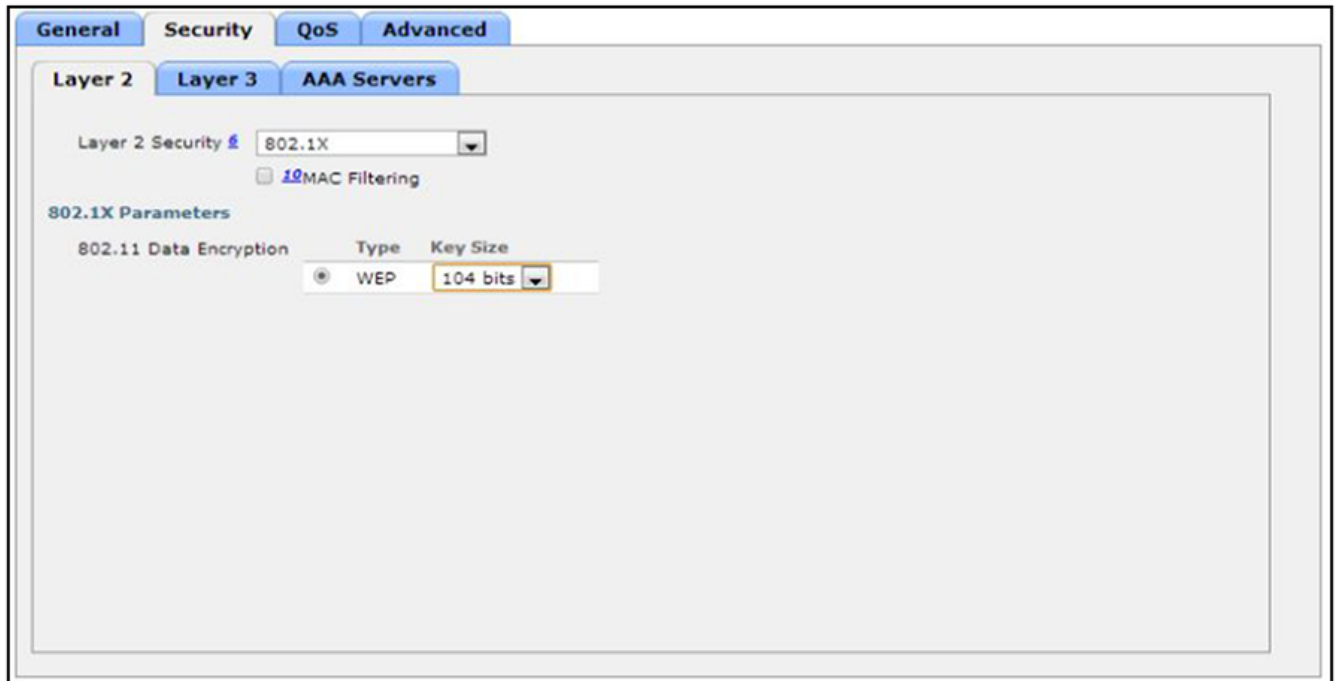 General Security QoS Advanced
Layer 2 Layer 3 AAA Servers
Layer 2 Security 6 802.1X
10MAC Filtering
802.1X Parameters
802.11 Data Encryption Type Key Size
WEP 104 bits